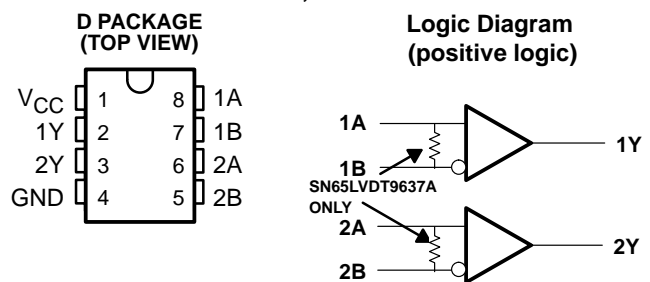 D PACKAGE
(TOP VIEW)
VCC 1 8 1A
1Y 2 7 1B
2Y 3 6 2A
GND 4 5 2B
Logic Diagram
(positive logic)
1A
1Y
1B
SN65LVDT9637A
ONLY
2A
2Y
2B